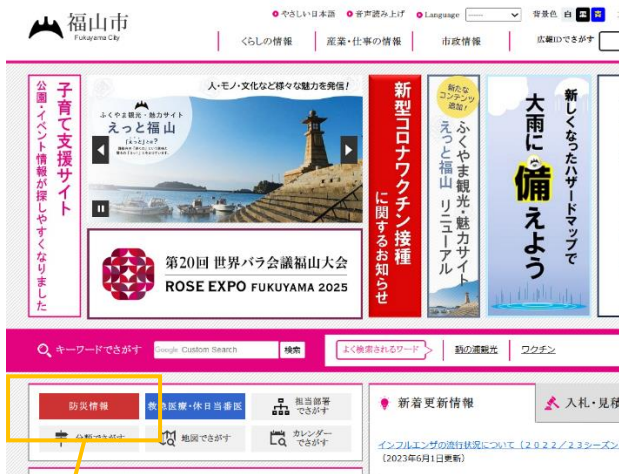 福山市
Fukuyama City
やさしい日本語 音声読み上げ Language 背景色 白 黒 青
くらしの情報 産業・仕事の情報 市政情報 広報IDでさがす
子育て支援サイト
公園・イベント情報が探しやすくなりました
人・モノ・文化など様々な魅力を発信!
ふくやま観光・魅力サイト
えっと福山
「えっと」とは?
第20回 世界バラ会議福山大会
ROSE EXPO FUKUYAMA 2025
新型コロナワクチン接種
に関するお知らせ
新たな
コンテンツ
追加!
ふくやま観光・魅力サイト
えっと福山 リニューアル
新しくなったハザードマップで
大雨に備えよう
キーワードでさがす Google Custom Search 検索 よく検索されるワード 鞆の浦観光 ワクチン
防災情報 救急医療・休日当番医 担当部署でさがす
分類でさがす 地図でさがす カレンダーでさがす
新着更新情報 入札・見積
インフルエンザの流行状況について(2022/23シーズン
(2023年6月1日更新)